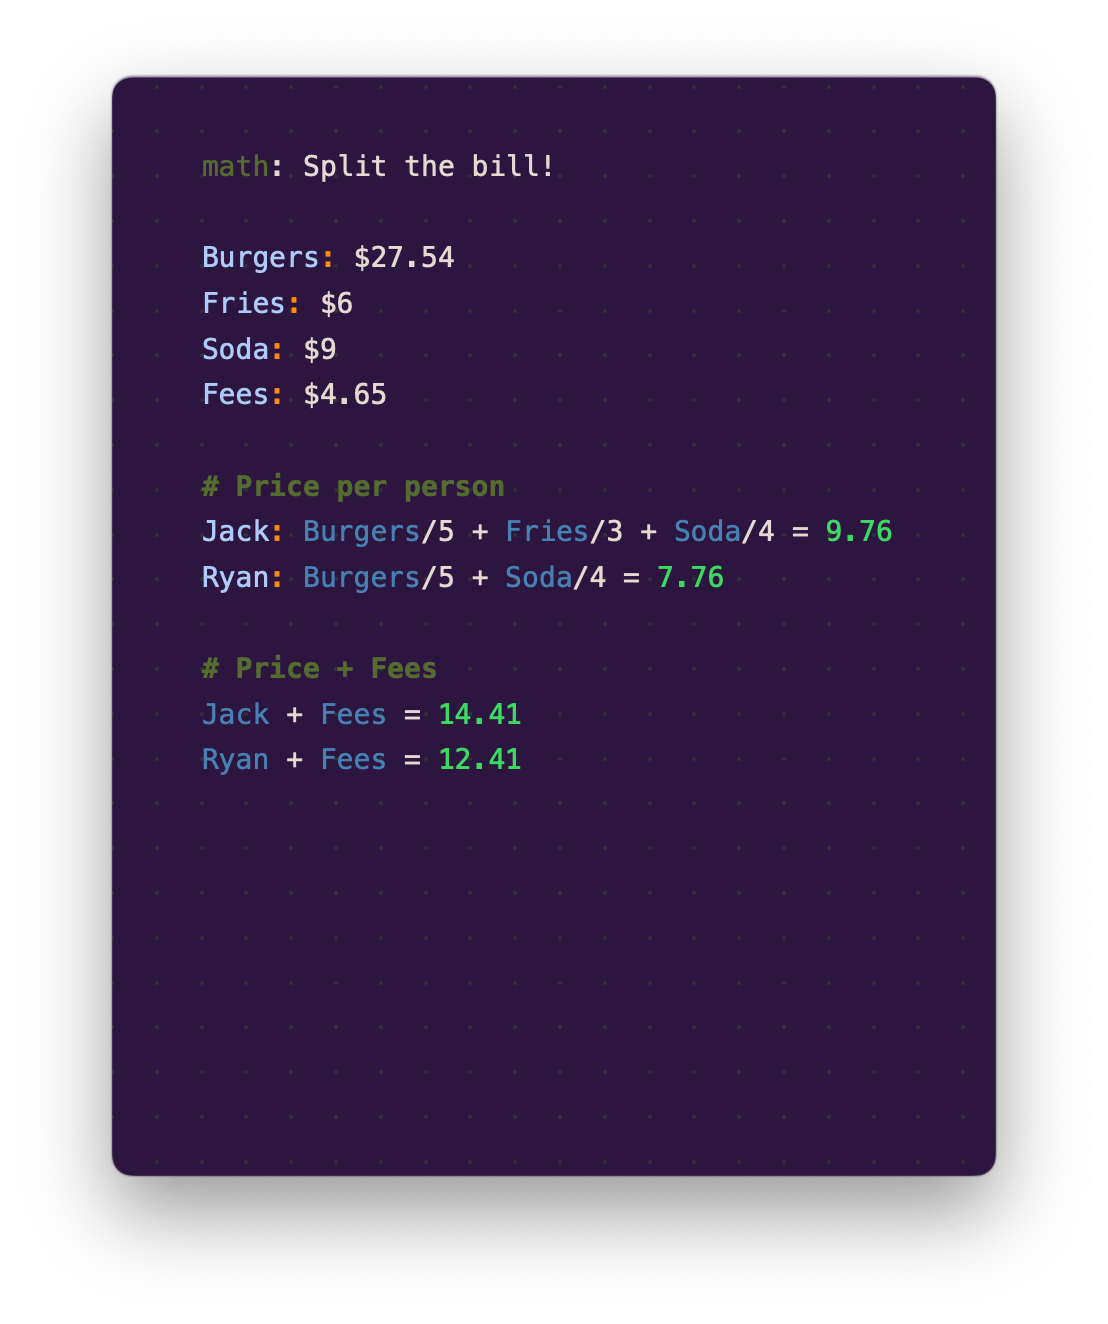 math: Split the bill!
Burgers: $27.54
Fries: $6
Soda: $9
Fees: $4.65
# Price per person
Jack: Burgers/5 + Fries/3 + Soda/4 = 9.76
Ryan: Burgers/5 + Soda/4 = 7.76
# Price + Fees
Jack + Fees = 14.41
Ryan + Fees = 12.41